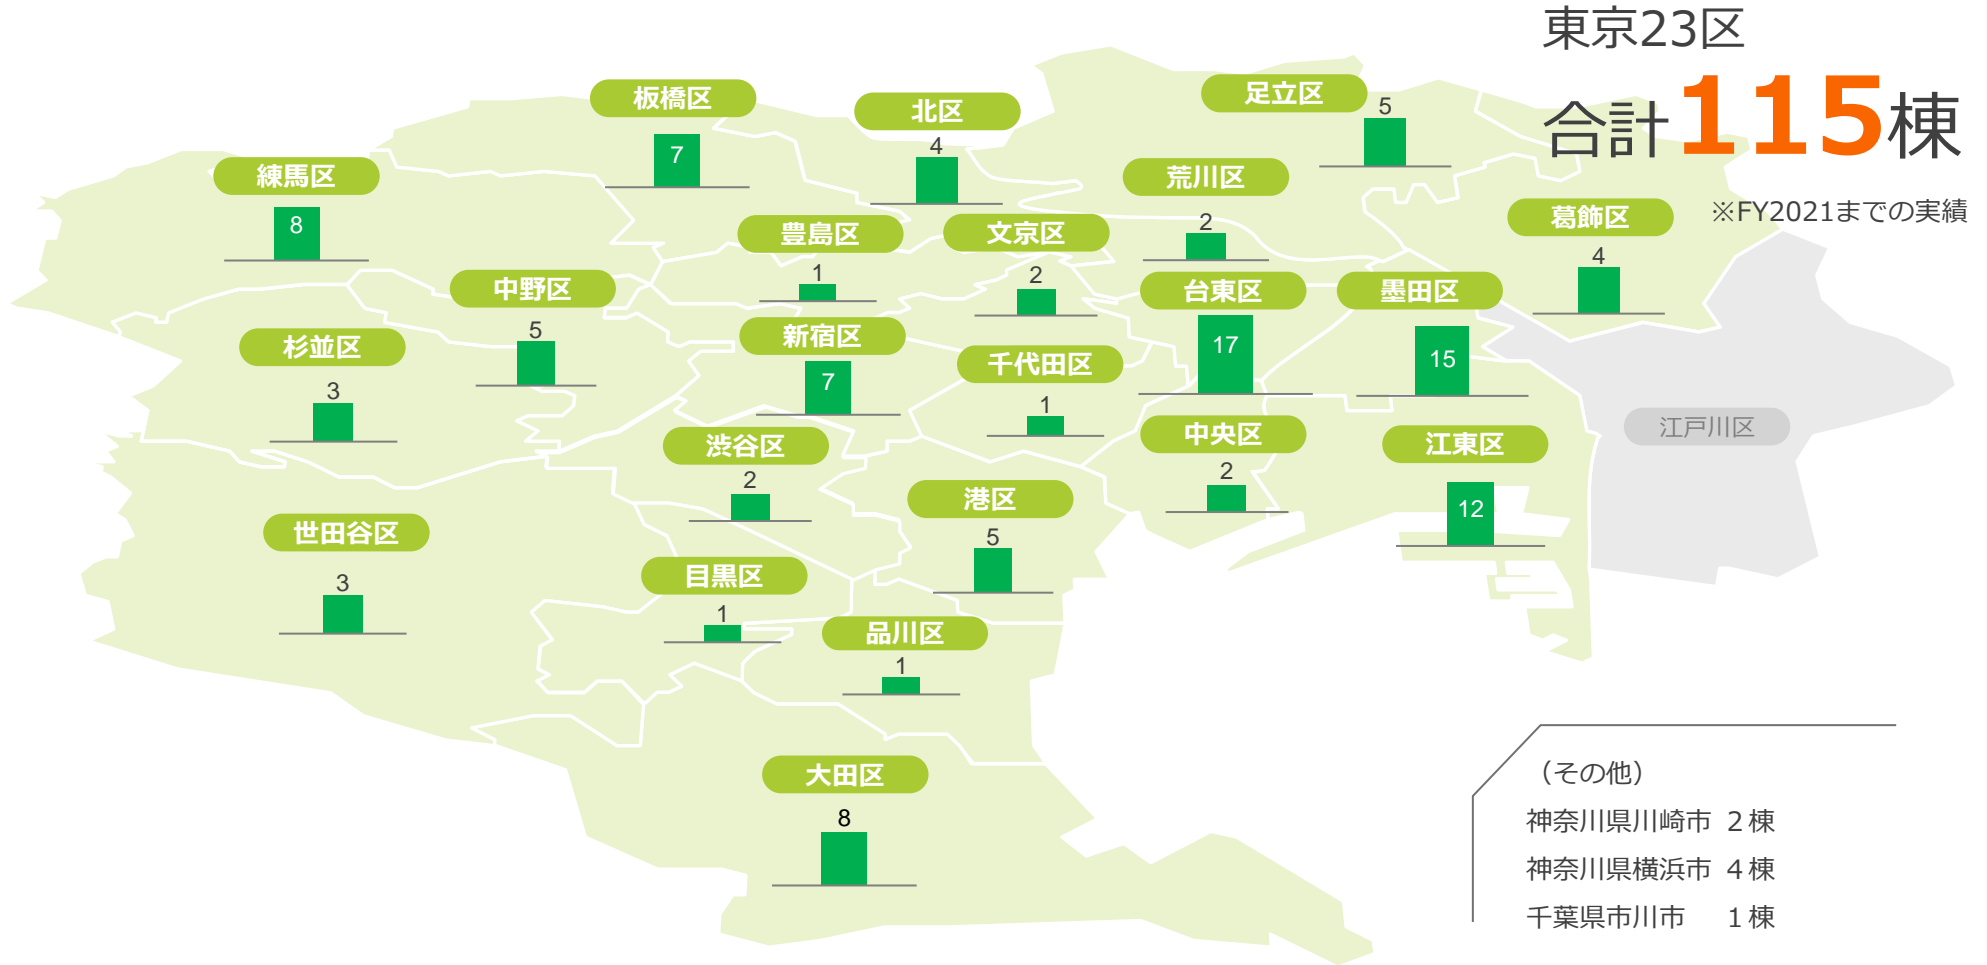 東京23区
合計115棟
※FY2021までの実績
板橋区
7
北区
4
足立区
5
練馬区
8
荒川区
2
葛飾区
4
豊島区
1
文京区
2
中野区
5
台東区
17
墨田区
15
杉並区
3
新宿区
7
千代田区
1
江戸川区
渋谷区
2
中央区
2
江東区
12
世田谷区
3
港区
5
目黒区
1
品川区
1
大田区
8
（その他）
神奈川県川崎市 2棟
神奈川県横浜市 4棟
千葉県市川市 1棟